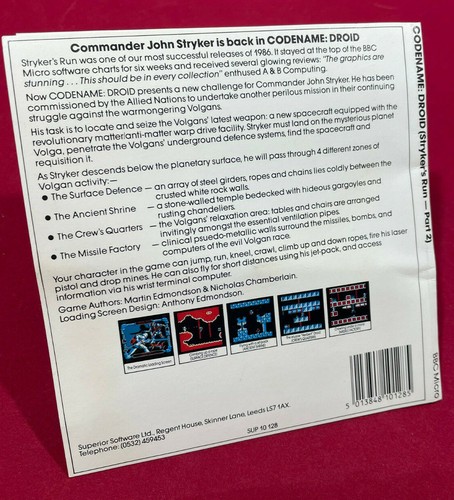 Commander John Stryker is back in CODENAME: DROID
Stryker's Run was one of our most successful releases of 1986. It stayed at the top of the BBC
Micro software charts for six weeks and received several glowing reviews: "The graphics are
stunning . . . This should be in every collection" enthused A & B Computing.
Now CODENAME: DROID presents a new challenge for Commander John Stryker. He has been
commissioned by the Allied Nations to undertake another perilous mission in their continuing
struggle against the warmongering Volgans.
His task is to locate and seize the Volgans' latest weapon: a new spacecraft equipped with the
revolutionary matter/anti-matter warp drive facility. Stryker must land on the mysterious planet
Volga, penetrate the Volgans' underground defence systems, find the spacecraft and
requisition it.
As Stryker descends below the planetary surface, he will pass through 4 different zones of
Volgan activity:—
● The Surface Defence — an array of steel girders, ropes and chains lies coldly between the
crusted white rock walls.
● The Ancient Shrine — a stone-walled temple bedecked with hideous gargoyles and
rusting chandeliers.
● The Crew's Quarters — the Volgans' relaxation area: tables and chairs are arranged
invitingly amongst the essential ventilation pipes.
● The Missile Factory — clinical psuedo-metallic walls surround the missiles, bombs, and
computers of the evil Volgan race.
Your character in the game can jump, run, kneel, crawl, climb up and down ropes, fire his laser
pistol and drop mines. He can also fly for short distances using his jet-pack, and access
information via his wrist terminal computer.
Game Authors: Martin Edmondson & Nicholas Chamberlain.
Loading Screen Design: Anthony Edmondson.
The Dramatic Loading Screen
Superior Software Ltd., Regent House, Skinner Lane, Leeds LS7 1AX.
Telephone: (0532) 459453
SUP 10 128
5 013848 101285
CODENAME: DROID (Stryker's Run — Part 2)
BBC Micro